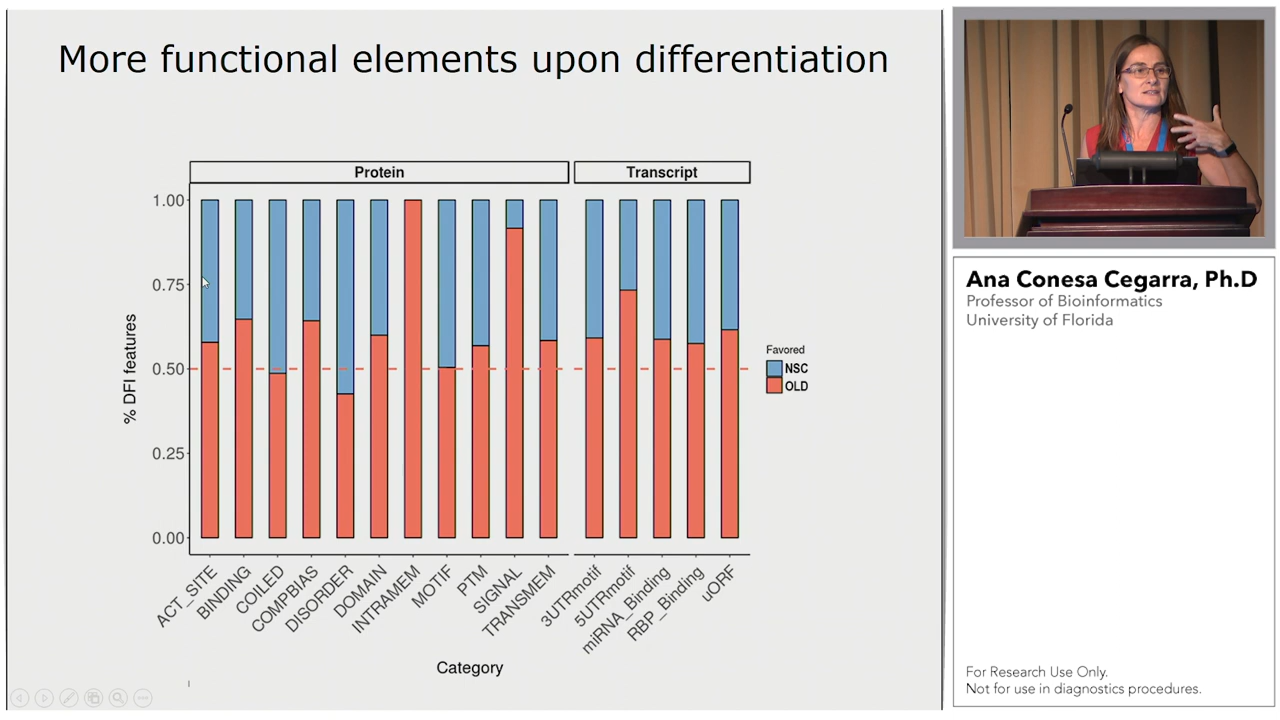 More functional elements upon differentiation
Protein
Transcript
% DFI features
1.00
0.75
0.50
0.25
0.00
Favored
NSC
OLD
ACT_SITE
BINDING
COILED
COMPBIAS
DISORDER
DOMAIN
INTRAMEM
MOTIF
PTM
SIGNAL
TRANSMEM
3UTRmotif
5UTRmotif
miRNA_Binding
RBP_Binding
uORF
Category
Ana Conesa Cegarra, Ph.D
Professor of Bioinformatics
University of Florida
For Research Use Only.
Not for use in diagnostics procedures.